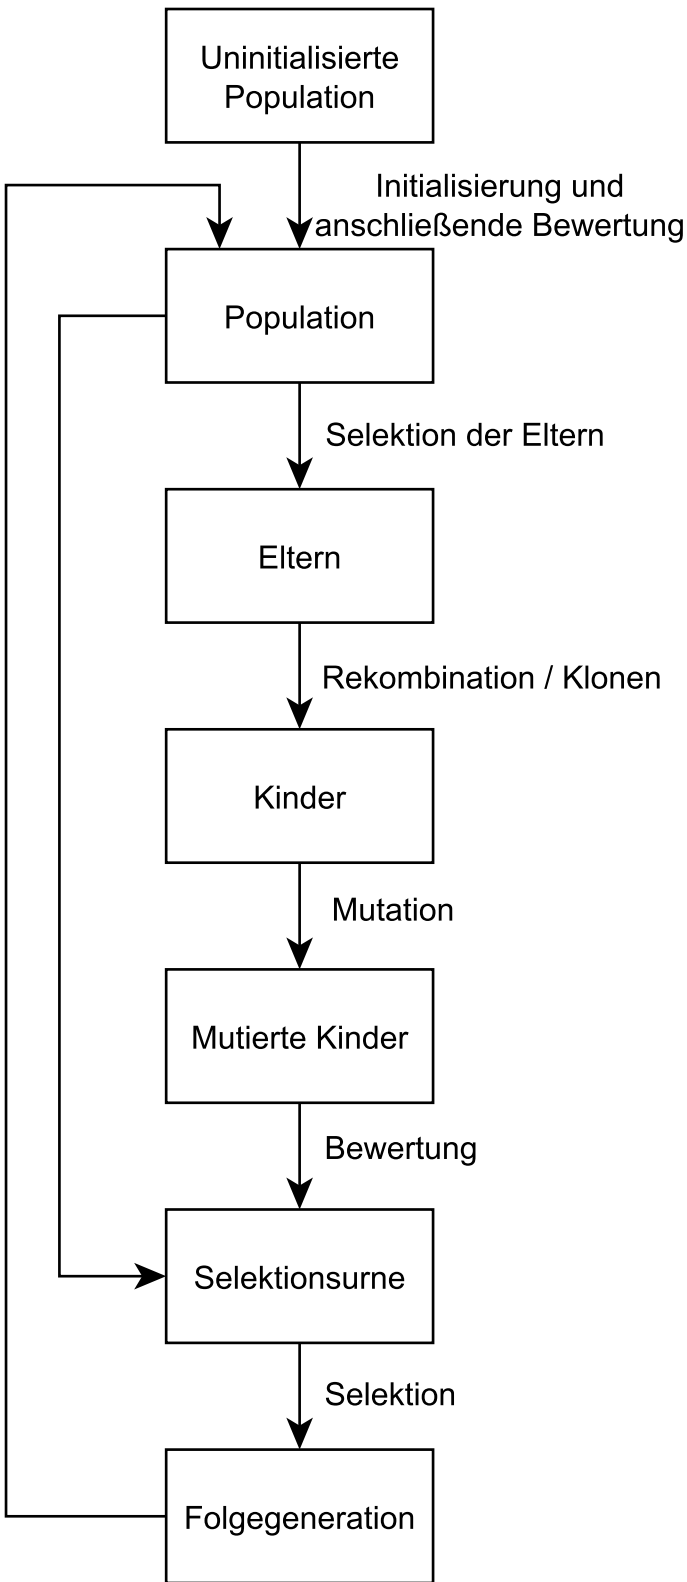 Uninitialisierte
Population
Initialisierung und
anschließende Bewertung
Population
Selektion der Eltern
Eltern
Rekombination / Klonen
Kinder
Mutation
Mutierte Kinder
Bewertung
Selektionsurne
Selektion
Folgegeneration